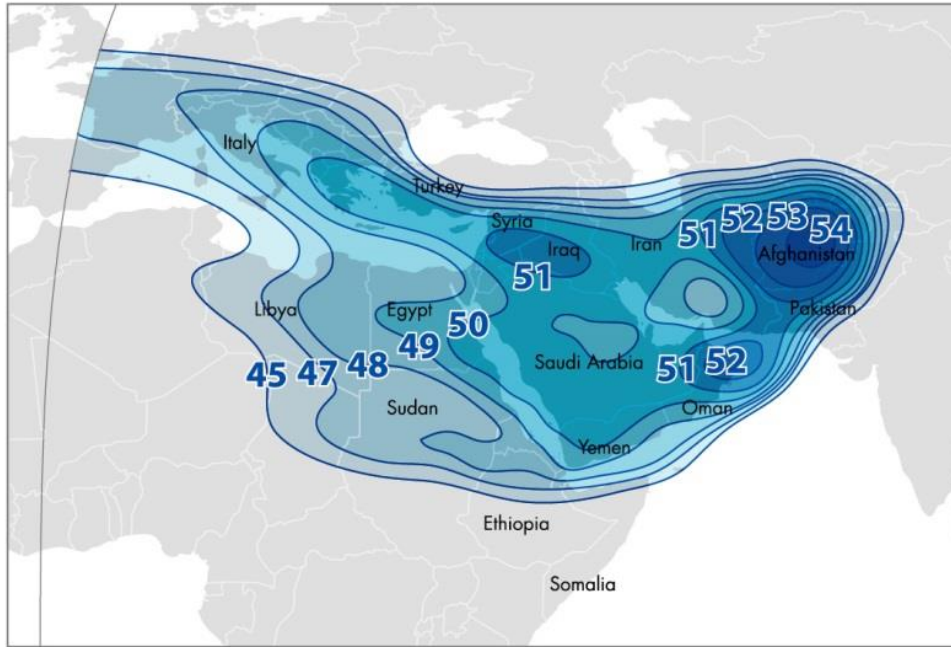 Italy
Turkey
Syria
Iraq
Iran
51
52
53
54
Afghanistan
51
Libya
Egypt
50
Pakistan
49
48
47
45
Saudi Arabia
51
52
Sudan
Oman
Yemen
Ethiopia
Somalia